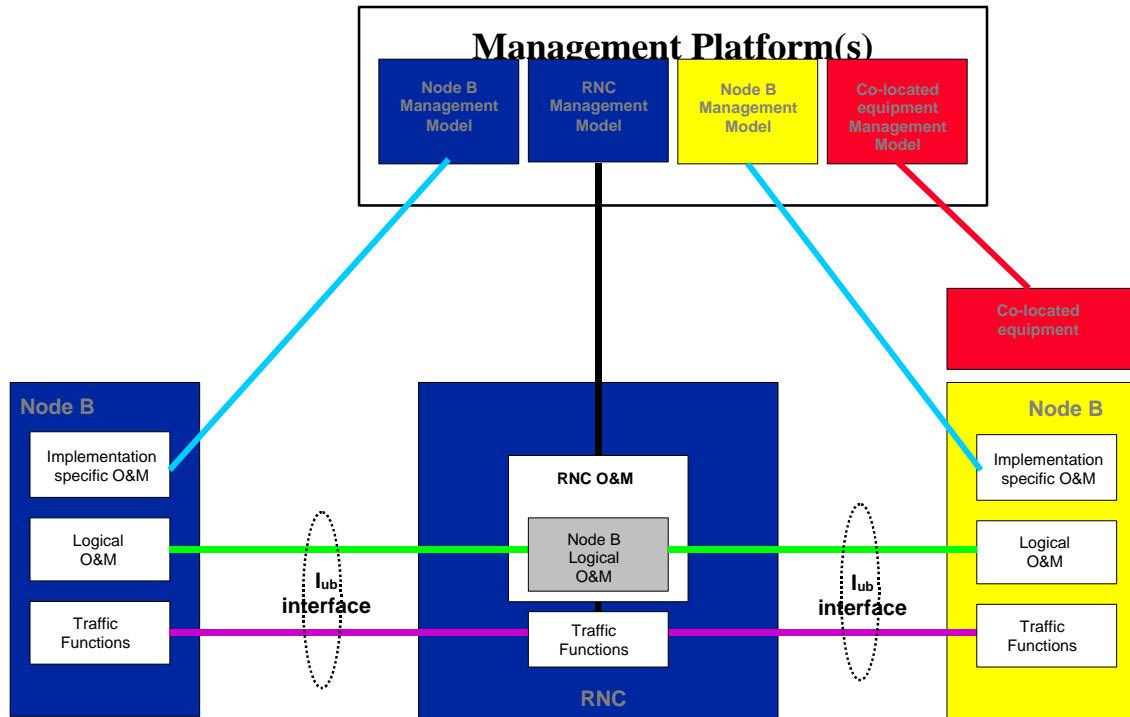 Management Platform(s)
Node B
Management
Model
RNC
Management
Model
Node B
Management
Model
Co-located
equipment
Management
Model
Co-located
equipment
Node B
Implementation
specific O&M
Logical
O&M
Traffic
Functions
Iub
interface
RNC O&M
Node B
Logical
O&M
Traffic
Functions
RNC
Iub
interface
Node B
Implementation
specific O&M
Logical
O&M
Traffic
Functions